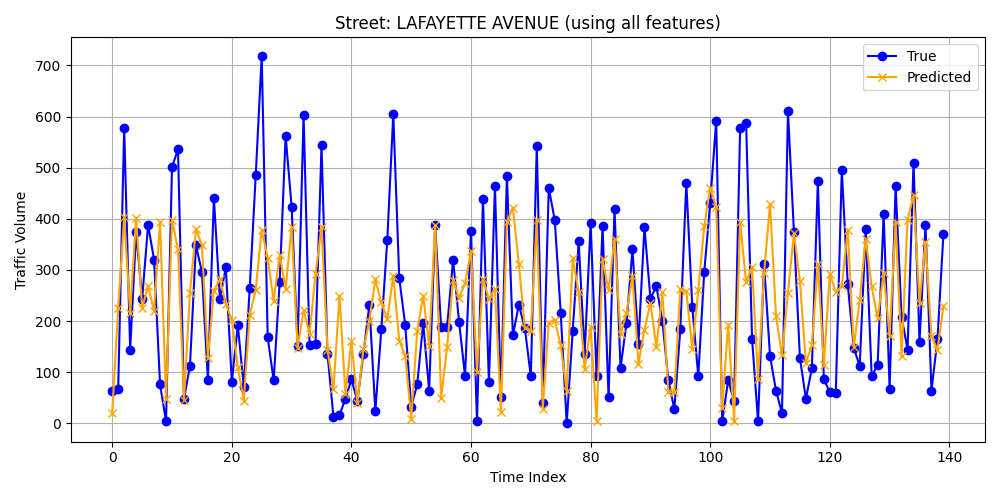 Street: LAFAYETTE AVENUE (using all features)
True
Predicted
Traffic Volume
700
600
500
400
300
200
100
0
0 20 40 60 80 100 120 140
Time Index